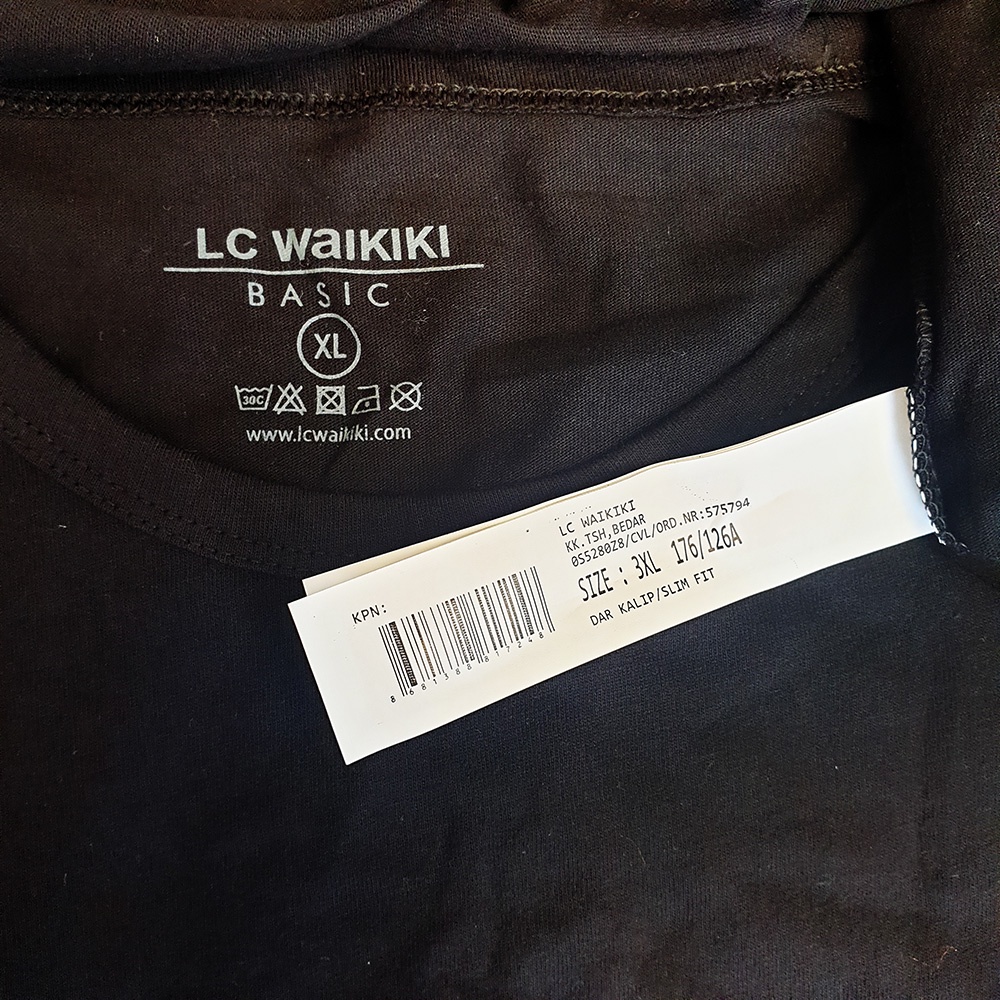 LC WAIKIKI
BASIC
XL
30C
www.lcwaikiki.com
LC WAIKIKI
KK.TSH,BEDAR
0S5280Z8/CVL/ORD.NR:575794
SIZE : 3XL 176/126A
DAR KALIP/SLIM FIT
KPN:
8681388817248